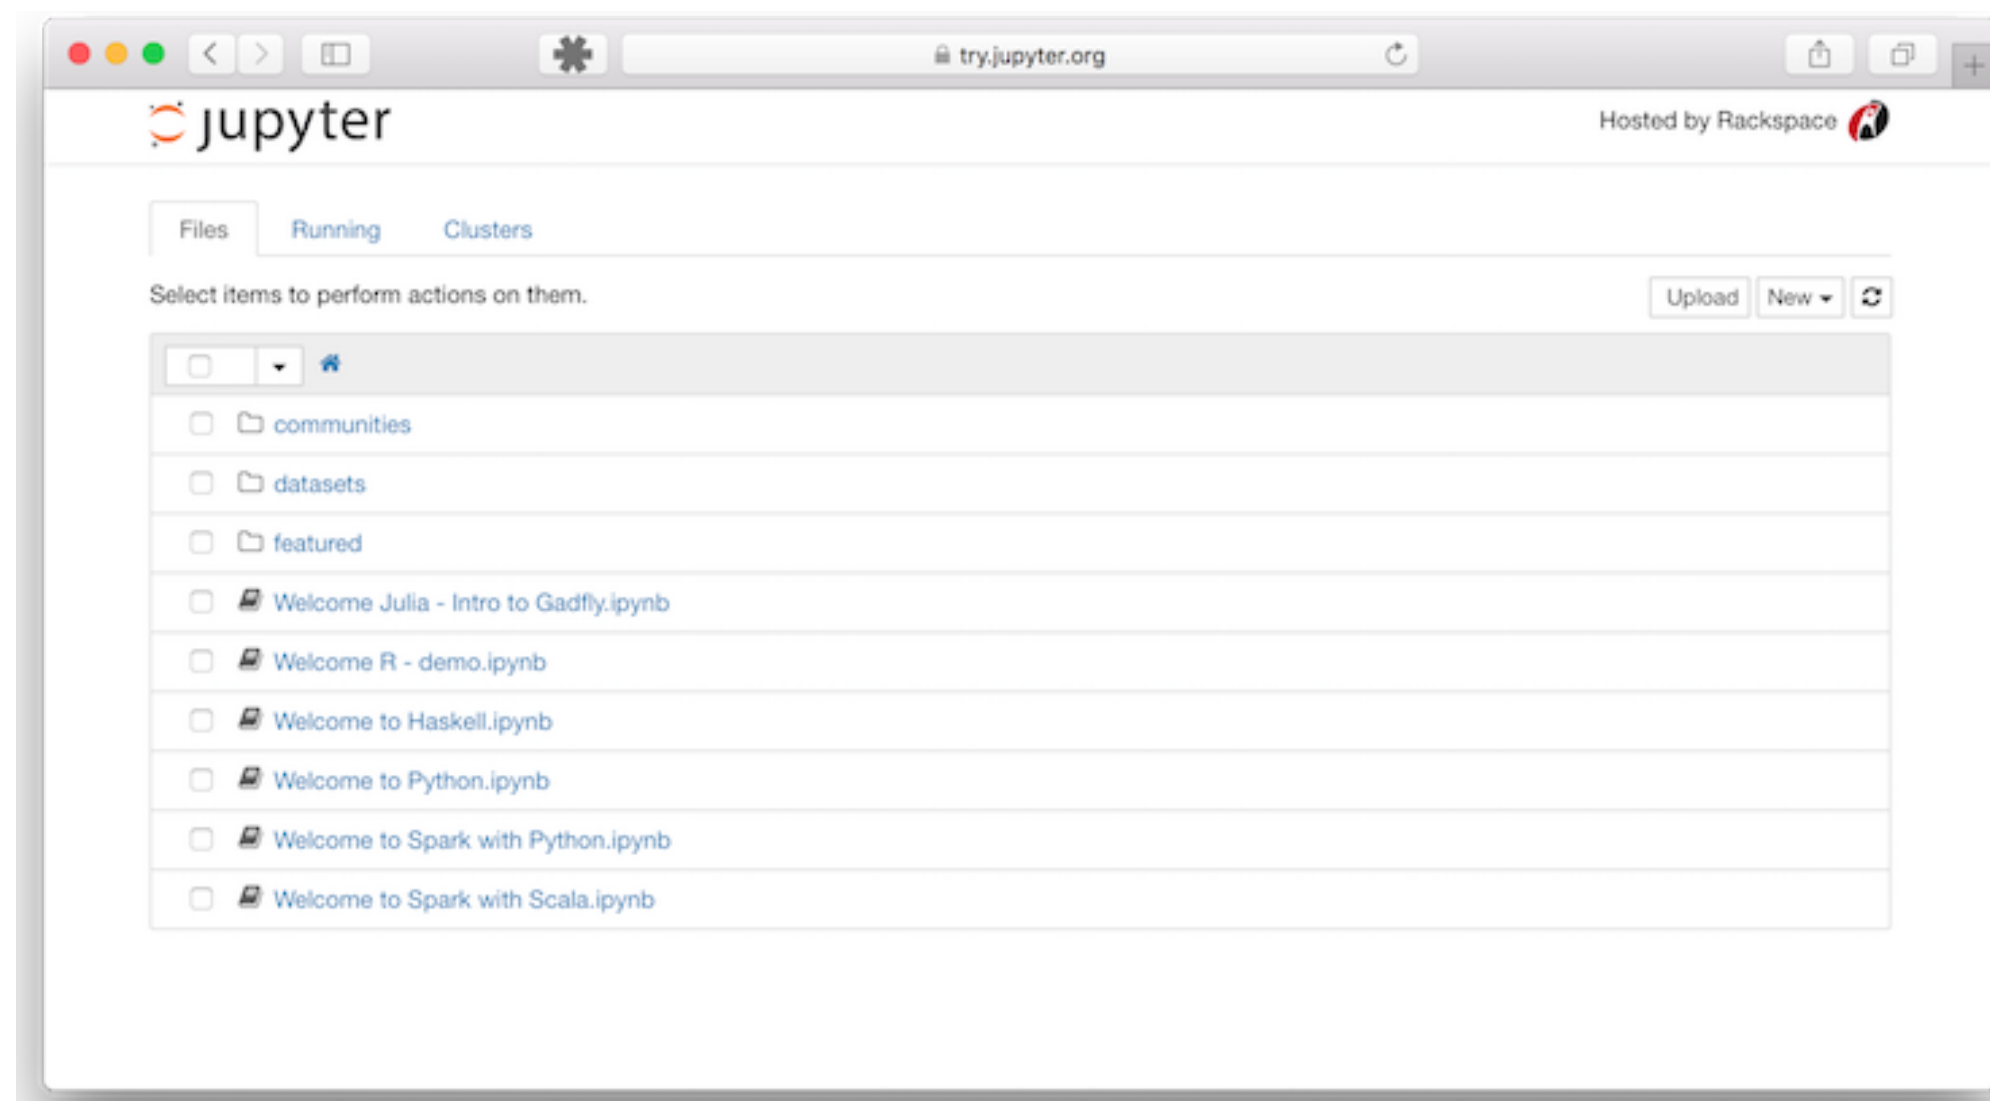 try.jupyter.org
jupyter
Hosted by Rackspace
Files Running Clusters
Select items to perform actions on them.
Upload New
communities
datasets
featured
Welcome Julia - Intro to Gadfly.ipynb
Welcome R - demo.ipynb
Welcome to Haskell.ipynb
Welcome to Python.ipynb
Welcome to Spark with Python.ipynb
Welcome to Spark with Scala.ipynb